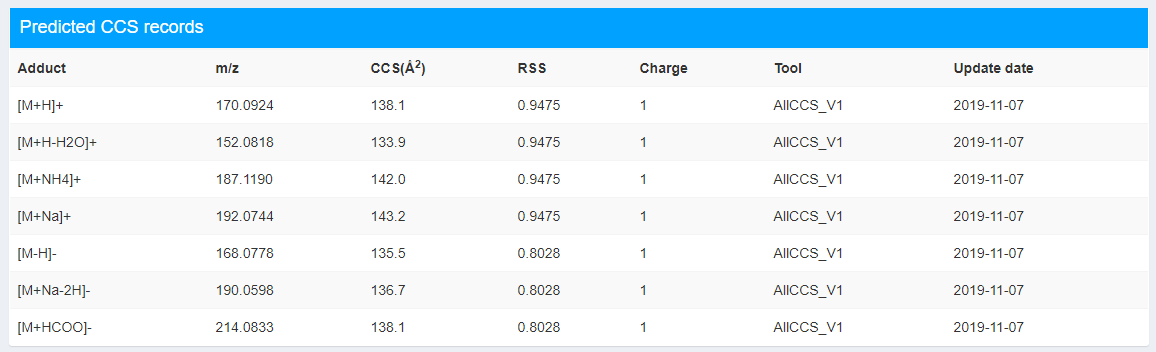 Predicted CCS records
Adduct m/z CCS(Å²) RSS Charge Tool Update date
[M+H]+ 170.0924 138.1 0.9475 1 AllCCS_V1 2019-11-07
[M+H-H2O]+ 152.0818 133.9 0.9475 1 AllCCS_V1 2019-11-07
[M+NH4]+ 187.1190 142.0 0.9475 1 AllCCS_V1 2019-11-07
[M+Na]+ 192.0744 143.2 0.9475 1 AllCCS_V1 2019-11-07
[M-H]- 168.0778 135.5 0.8028 1 AllCCS_V1 2019-11-07
[M+Na-2H]- 190.0598 136.7 0.8028 1 AllCCS_V1 2019-11-07
[M+HCOO]- 214.0833 138.1 0.8028 1 AllCCS_V1 2019-11-07